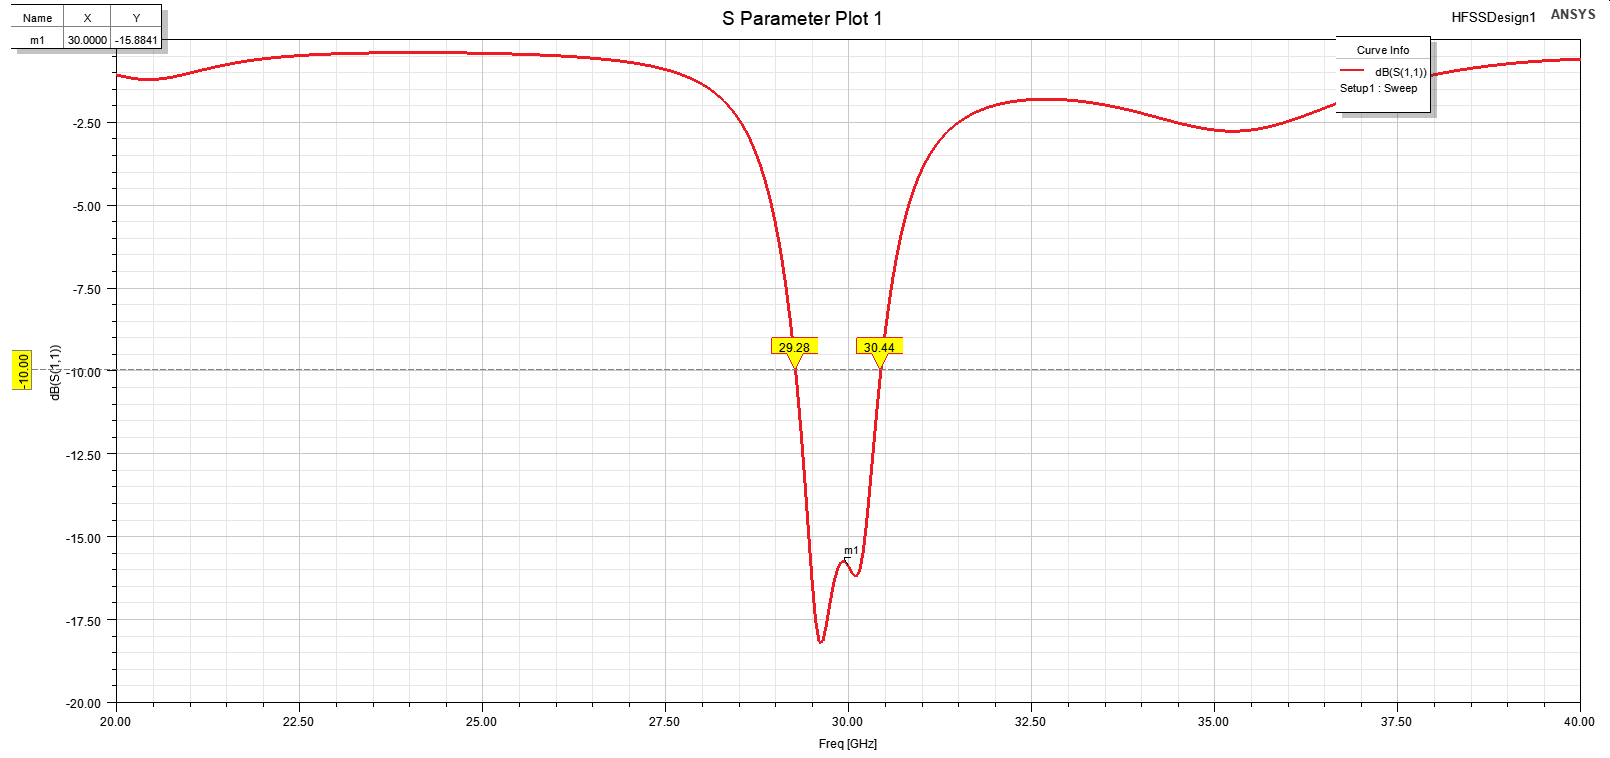 S Parameter Plot 1
HFSSDesign1
ANSYS
Name X Y
m1 30.0000 -15.8841
Curve Info
dB(S(1,1))
Setup1 : Sweep
-2.50
-5.00
-7.50
29.28
30.44
-10.00
dB(S(1,1))
-10.00
-12.50
-15.00
m1
-17.50
-20.00
20.00 22.50 25.00 27.50 30.00 32.50 35.00 37.50 40.00
Freq [GHz]